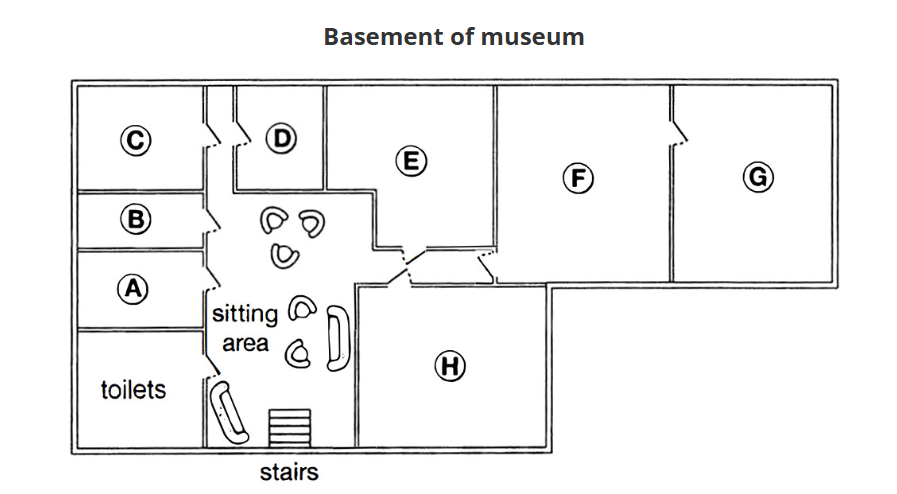 Basement of museum
C
D
E
F
G
B
A
sitting
area
H
toilets
stairs